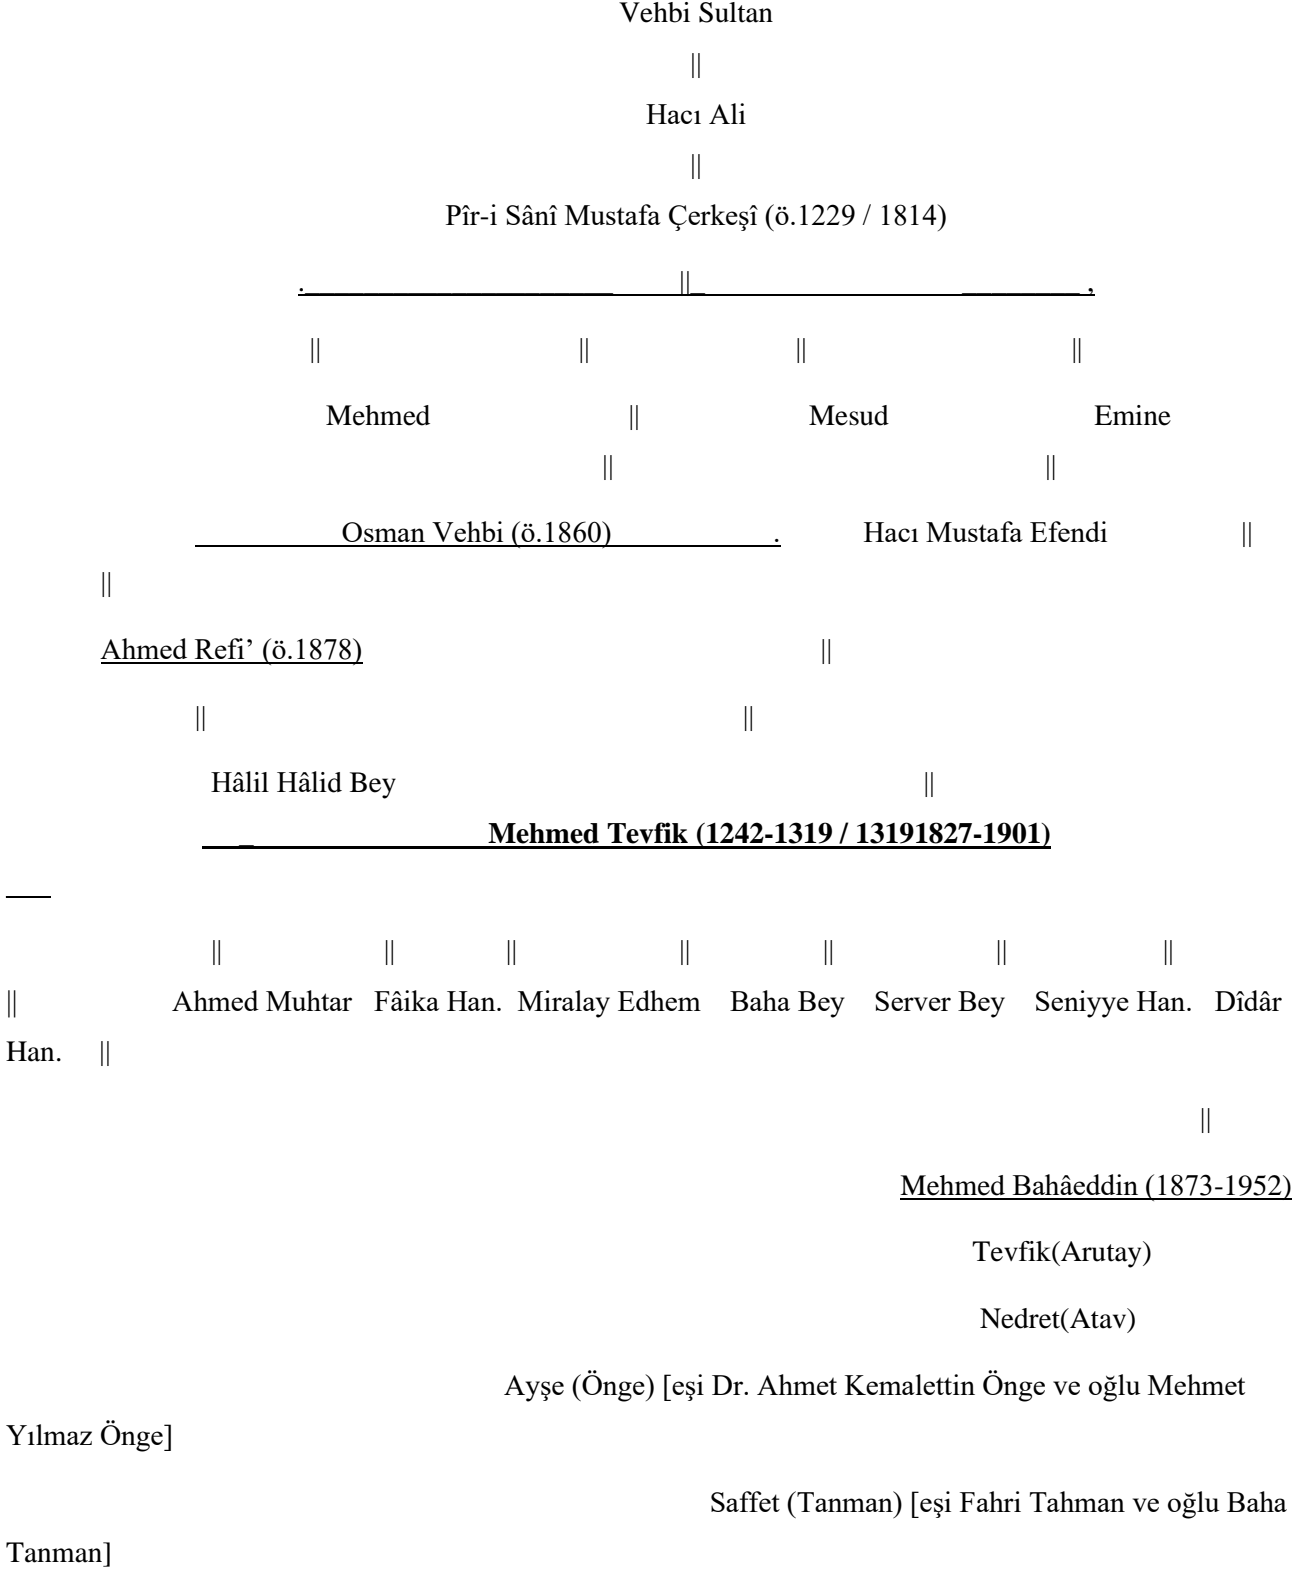 Vehbi Sultan
||
Hacı Ali
||
Pîr-i Sânî Mustafa Çerkeşî (ö.1229 / 1814)
._____________________ ||_ ________ ,
|| || || ||
Mehmed || Mesud Emine
|| ||
Osman Vehbi (ö.1860) . Hacı Mustafa Efendi ||
||
Ahmed Refi’ (ö.1878) ||
|| ||
Hâlil Hâlid Bey ||
_ Mehmed Tevfik (1242-1319 / 13191827-1901)
|| || || || || || ||
|| Ahmed Muhtar Fâika Han. Miralay Edhem Baha Bey Server Bey Seniyye Han. Dîdâr
Han. ||
||
Mehmed Bahâeddin (1873-1952)
Tevfik(Arutay)
Nedret(Atav)
Ayşe (Önge) [eşi Dr. Ahmet Kemalettin Önge ve oğlu Mehmet
Yılmaz Önge]
Saffet (Tanman) [eşi Fahri Tahman ve oğlu Baha
Tanman]